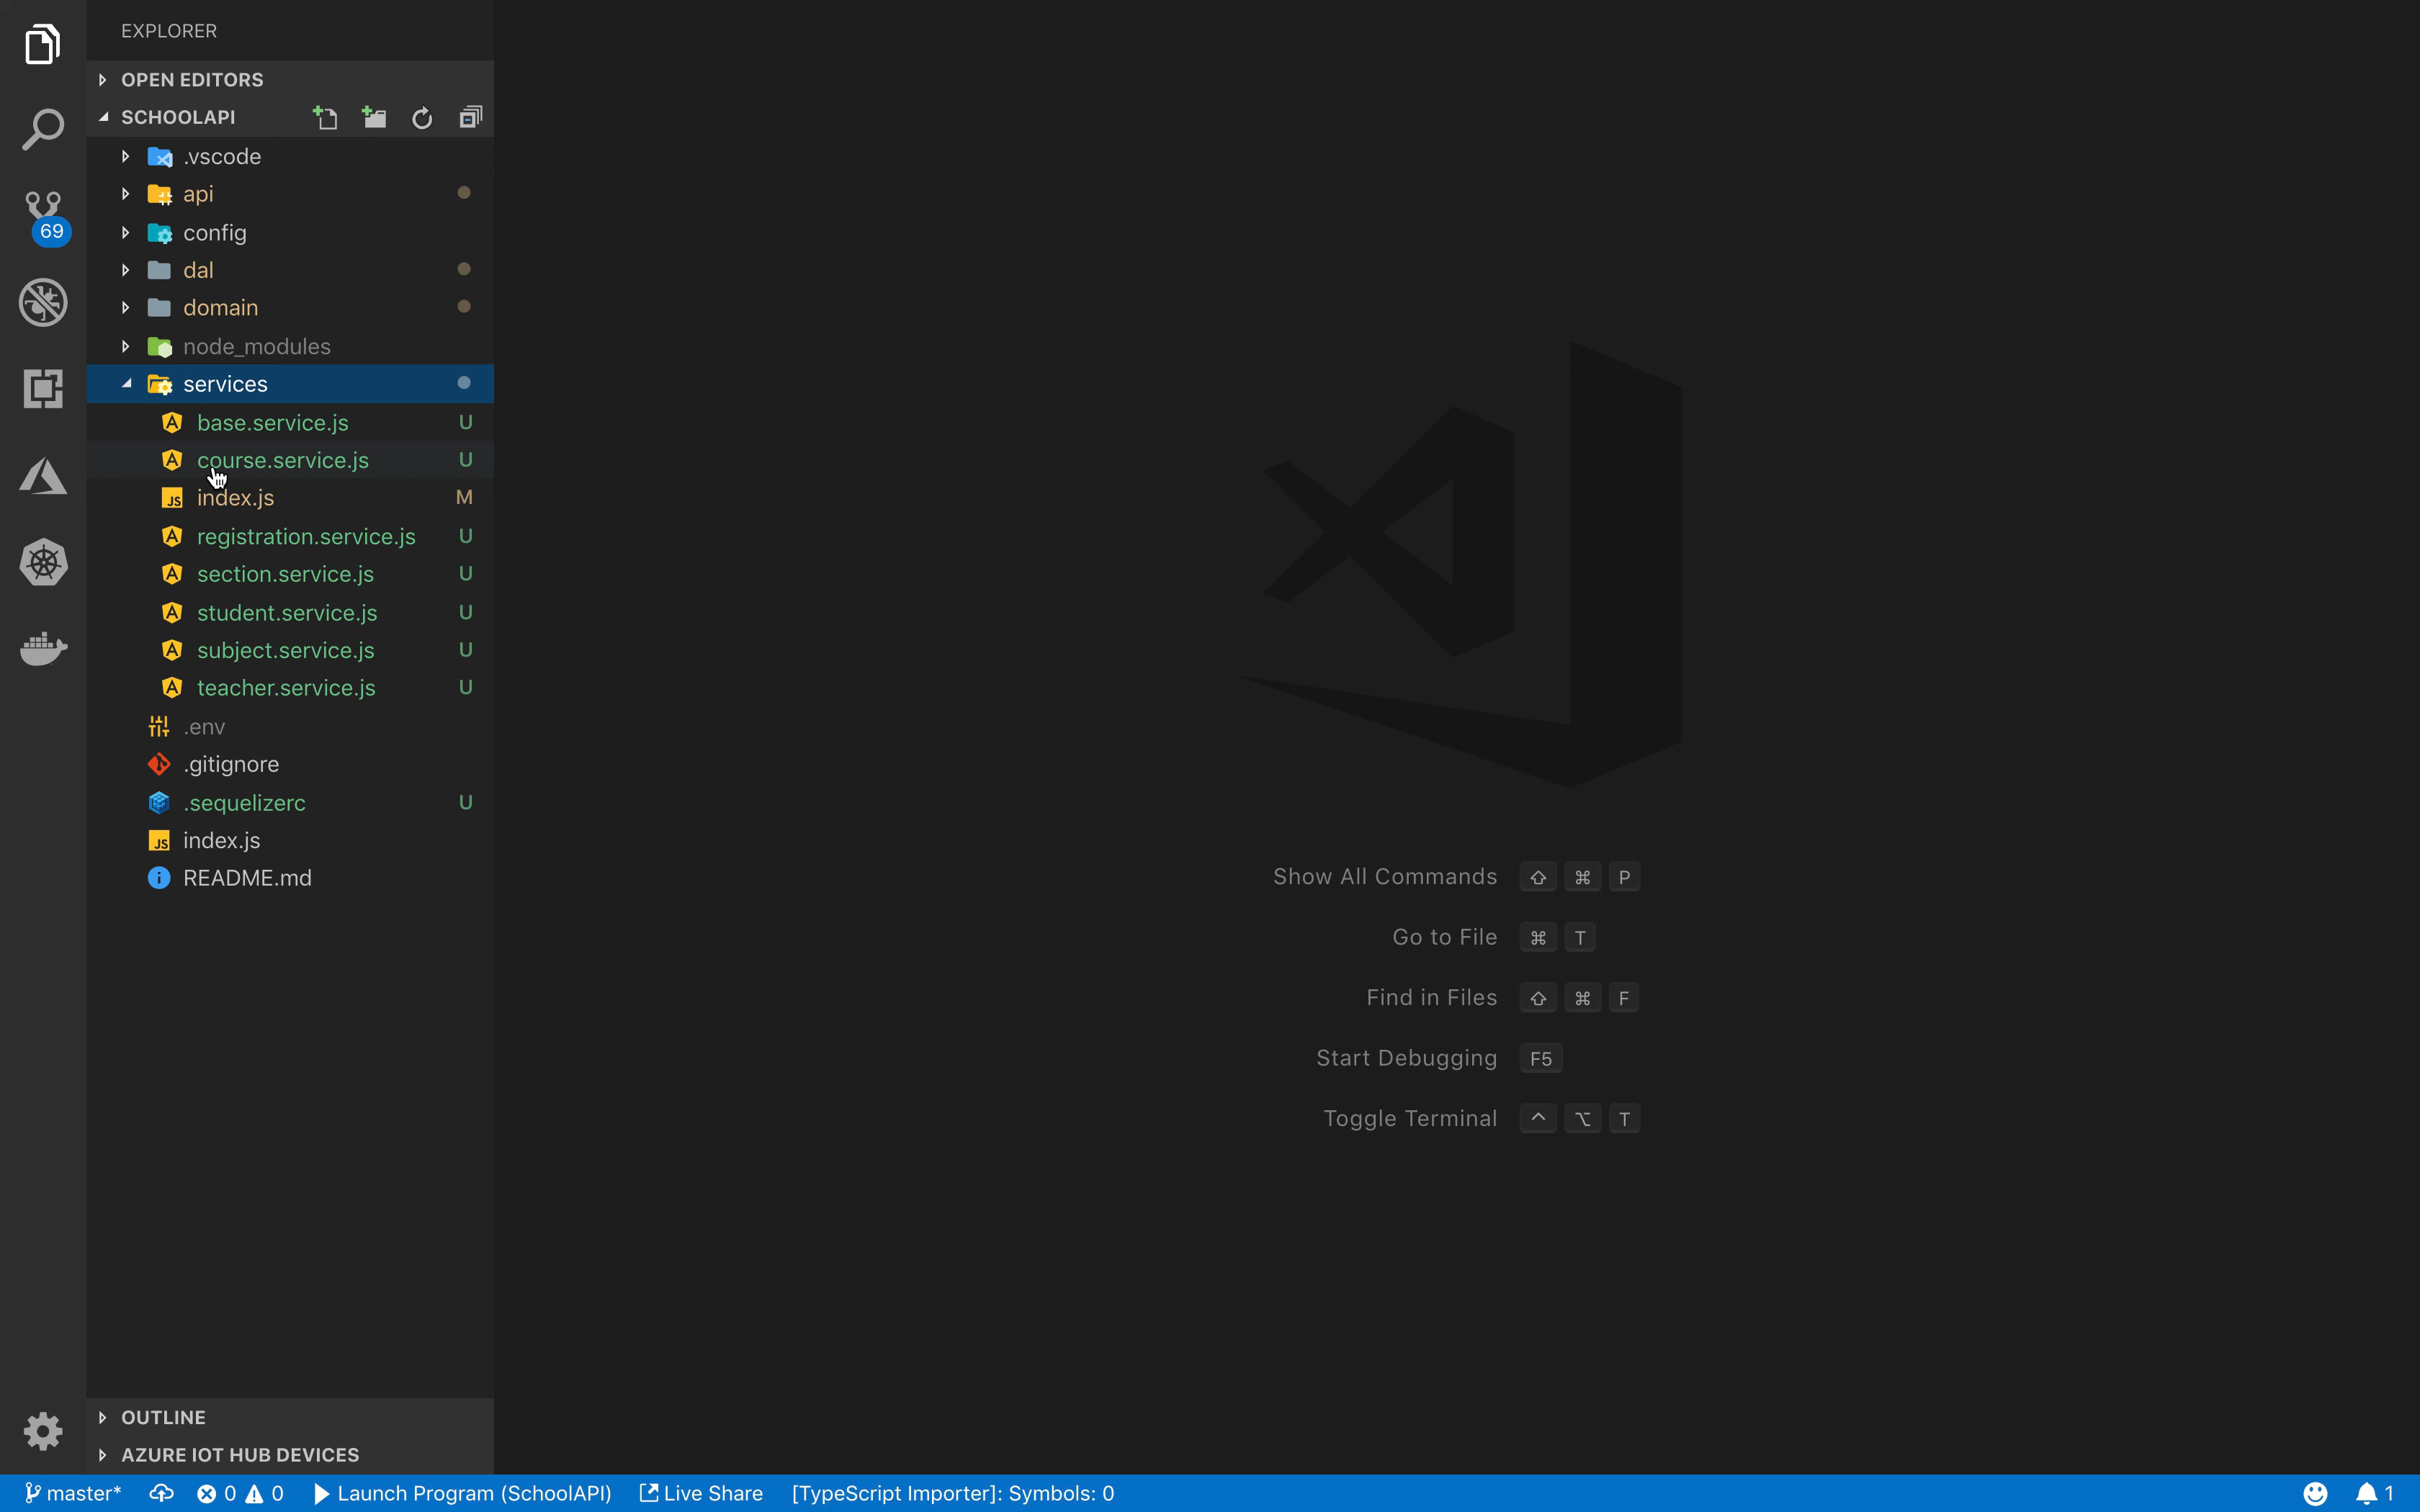 EXPLORER
OPEN EDITORS
SCHOOLAPI
.vscode
api
69
config
dal
domain
node_modules
services
base.service.js U
course.service.js U
index.js M
registration.service.js U
section.service.js U
student.service.js U
subject.service.js U
teacher.service.js U
.env
.gitignore
.sequelizerc U
index.js
README.md
Show All Commands ⇧ ⌘ P
Go to File ⌘ T
Find in Files ⇧ ⌘ F
Start Debugging F5
Toggle Terminal ^ ⌥ T
OUTLINE
AZURE IOT HUB DEVICES
master* 0 0 Launch Program (SchoolAPI) Live Share [TypeScript Importer]: Symbols: 0 1